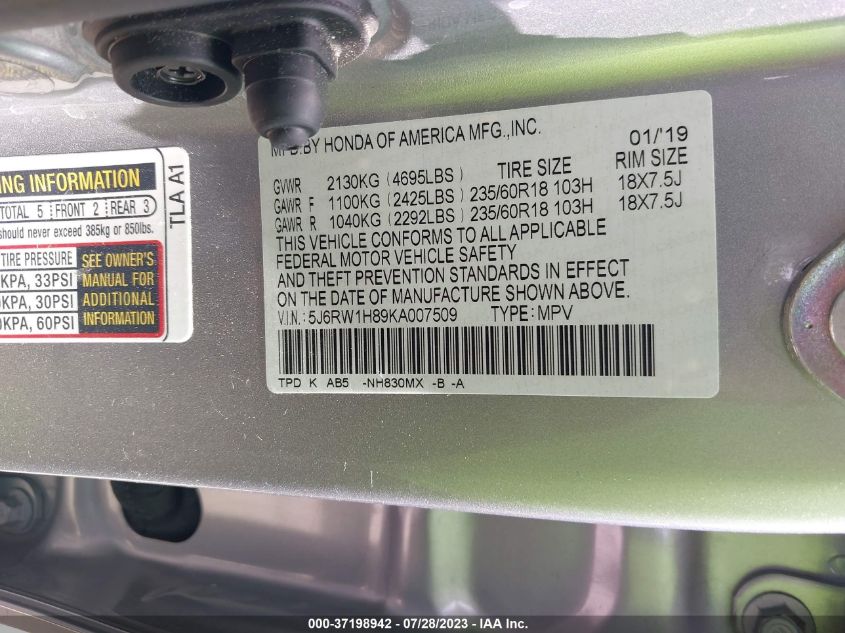 NG INFORMATION
TOTAL 5 FRONT 2 REAR 3
should never exceed 385kg or 850lbs.
TIRE PRESSURE SEE OWNER'S
KPA, 33PSI MANUAL FOR
KPA, 30PSI ADDITIONAL
KPA, 60PSI INFORMATION
TLA A1
MFD.BY HONDA OF AMERICA MFG.,INC. 01/'19
TIRE SIZE RIM SIZE
GVWR 2130KG (4695LBS)
GAWR F 1100KG (2425LBS) 235/60R18 103H 18X7.5J
GAWR R 1040KG (2292LBS) 235/60R18 103H 18X7.5J
THIS VEHICLE CONFORMS TO ALL APPLICABLE
FEDERAL MOTOR VEHICLE SAFETY
AND THEFT PREVENTION STANDARDS IN EFFECT
ON THE DATE OF MANUFACTURE SHOWN ABOVE.
V.I.N.: 5J6RW1H89KA007509 TYPE: MPV
TPD K AB5 -NH830MX -B -A
000-37198942 / 07/28/2023 - IAA Inc.